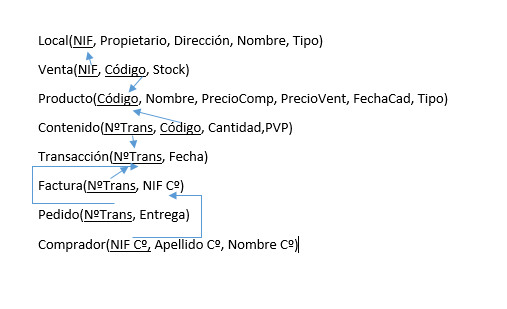 Local(NIF, Propietario, Dirección, Nombre, Tipo)
Venta(NIF, Código, Stock)
Producto(Código, Nombre, PrecioComp, PrecioVent, FechaCad, Tipo)
Contenido(NºTrans, Código, Cantidad,PVP)
Transacción(NºTrans, Fecha)
Factura(NºTrans, NIF Cº)
Pedido(NºTrans, Entrega)
Comprador(NIF Cº, Apellido Cº, Nombre Cº)